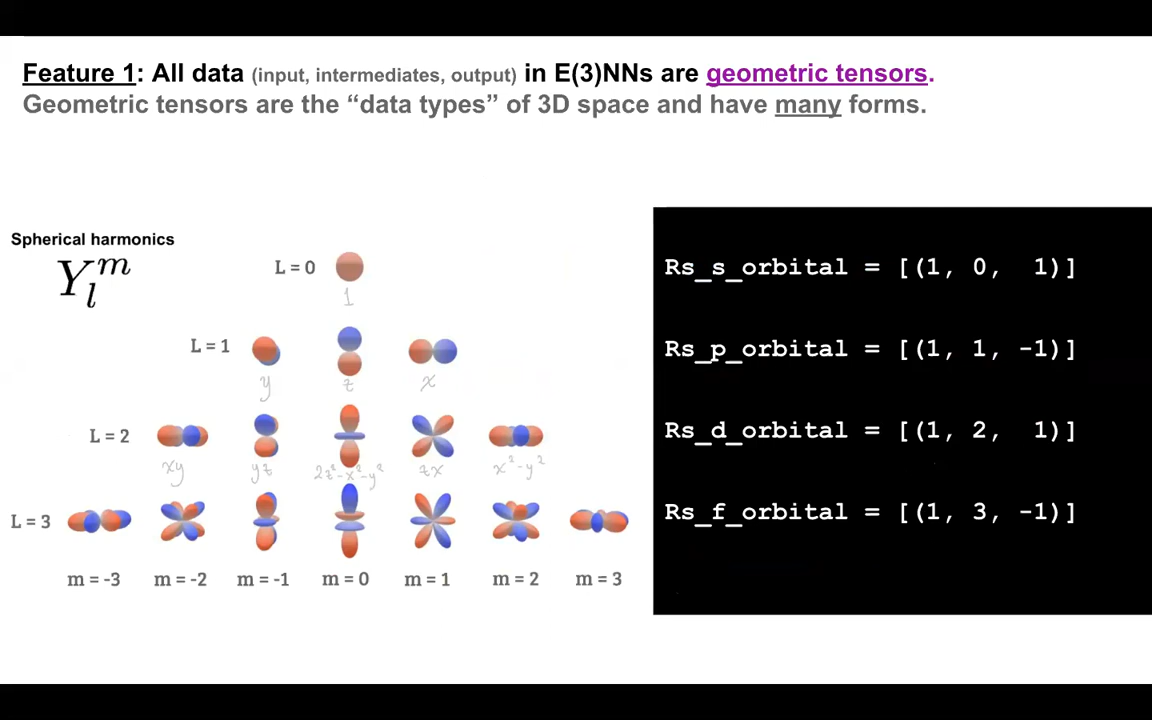 Feature 1: All data (input, intermediates, output) in E(3)NNs are geometric tensors.
Geometric tensors are the “data types” of 3D space and have many forms.
Spherical harmonics
Y_l^m
L = 0
1
L = 1
y z x
L = 2
xy yz 2z²-x²-y² zx x²-y²
L = 3
m = -3 m = -2 m = -1 m = 0 m = 1 m = 2 m = 3
Rs_s_orbital = [(1, 0, 1)]
Rs_p_orbital = [(1, 1, -1)]
Rs_d_orbital = [(1, 2, 1)]
Rs_f_orbital = [(1, 3, -1)]